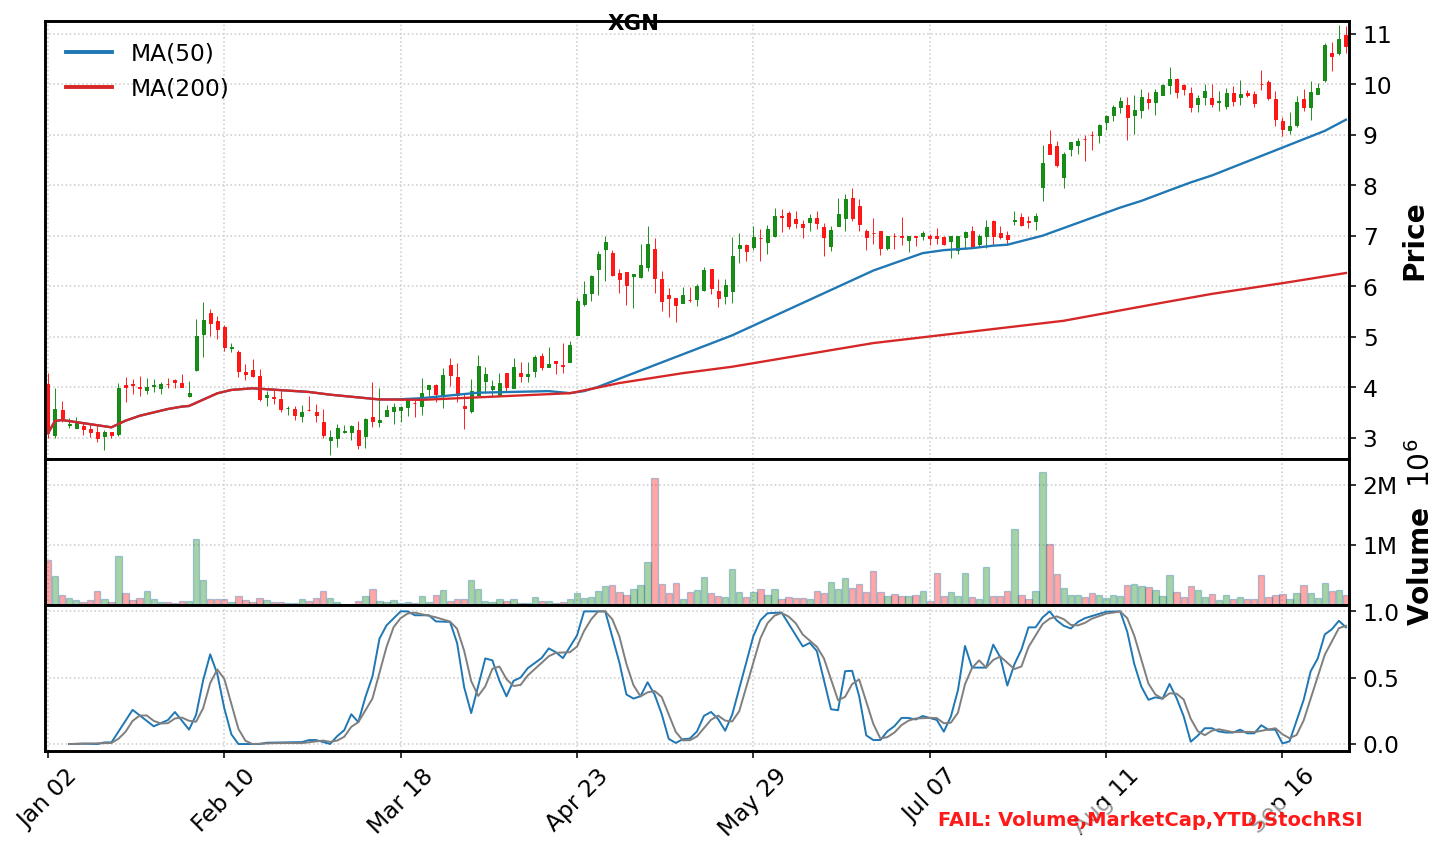 XGN
MA(50)
MA(200)
11
10
9
8
7
6
5
4
3
Price
2M
1M
Volume 10^6
1.0
0.5
0.0
Jan 02
Feb 10
Mar 18
Apr 23
May 29
Jul 07
Aug 11
Sep 16
FAIL: Volume,MarketCap,YTD,StochRSI